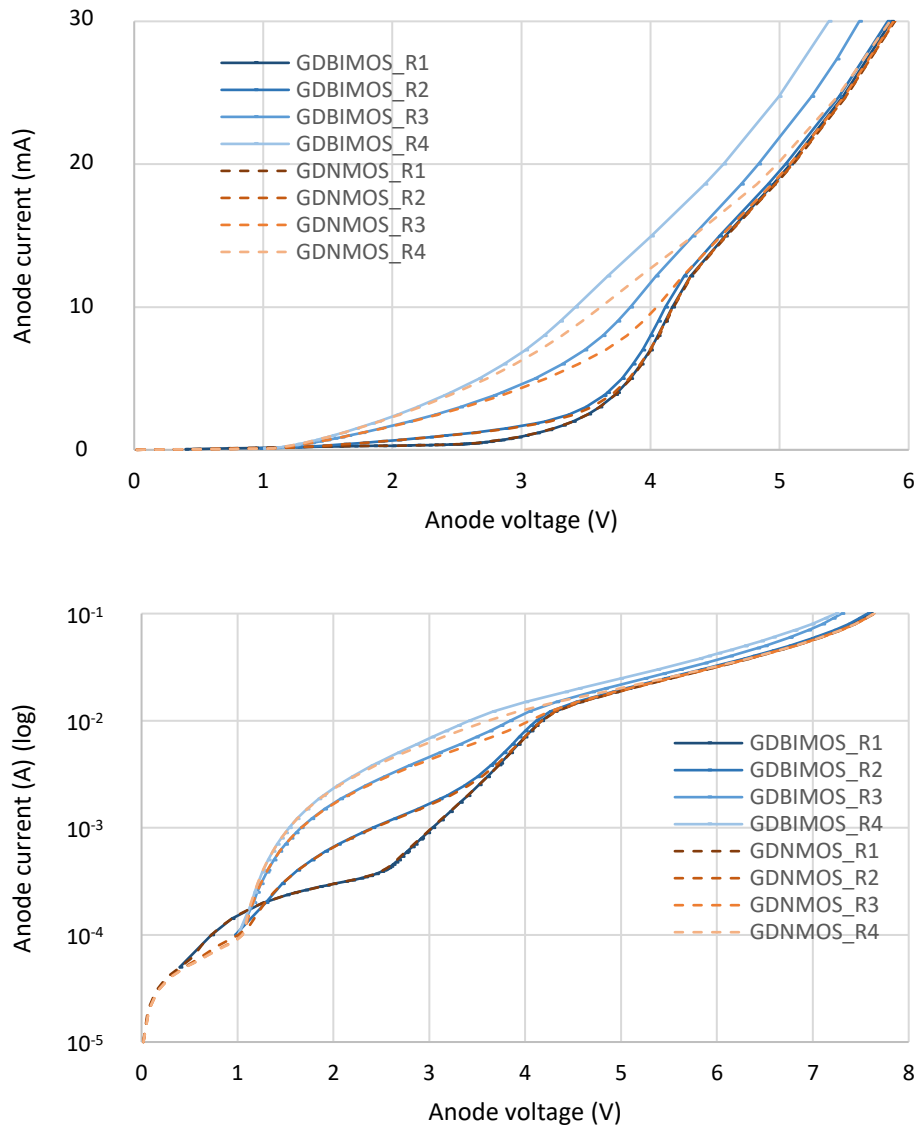 30
GDBIMOS_R1
GDBIMOS_R2
GDBIMOS_R3
GDBIMOS_R4
GDNMOS_R1
GDNMOS_R2
GDNMOS_R3
GDNMOS_R4
20
10
0
Anode current (mA)
0 1 2 3 4 5 6
Anode voltage (V)
10-1
10-2
10-3
10-4
10-5
Anode current (A) (log)
GDBIMOS_R1
GDBIMOS_R2
GDBIMOS_R3
GDBIMOS_R4
GDNMOS_R1
GDNMOS_R2
GDNMOS_R3
GDNMOS_R4
0 1 2 3 4 5 6 7 8
Anode voltage (V)